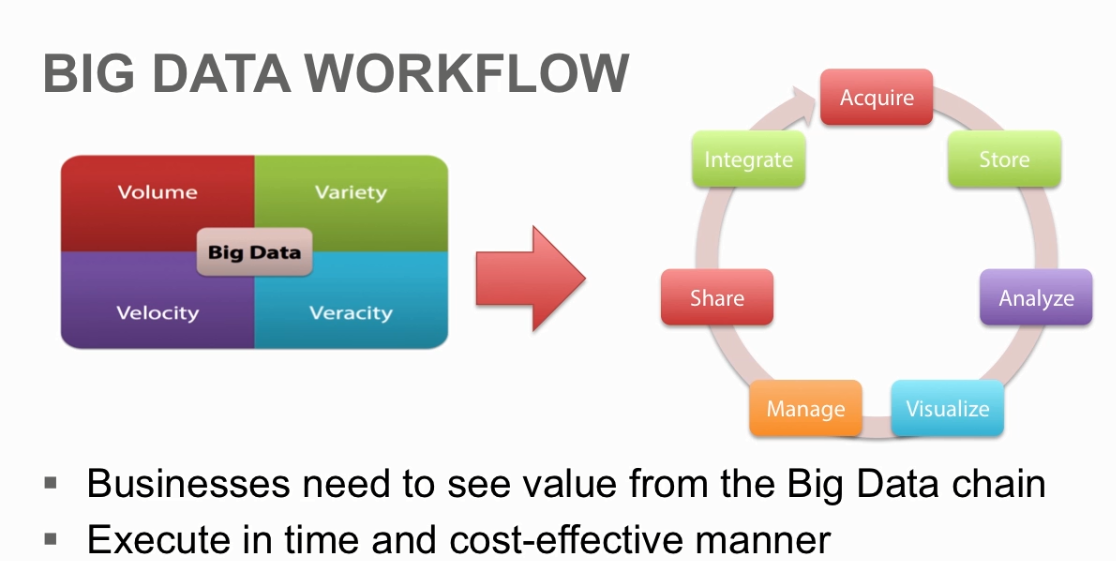 BIG DATA WORKFLOW
Volume
Variety
Big Data
Velocity
Veracity
Acquire
Store
Analyze
Visualize
Manage
Share
Integrate
▪ Businesses need to see value from the Big Data chain
▪ Execute in time and cost-effective manner